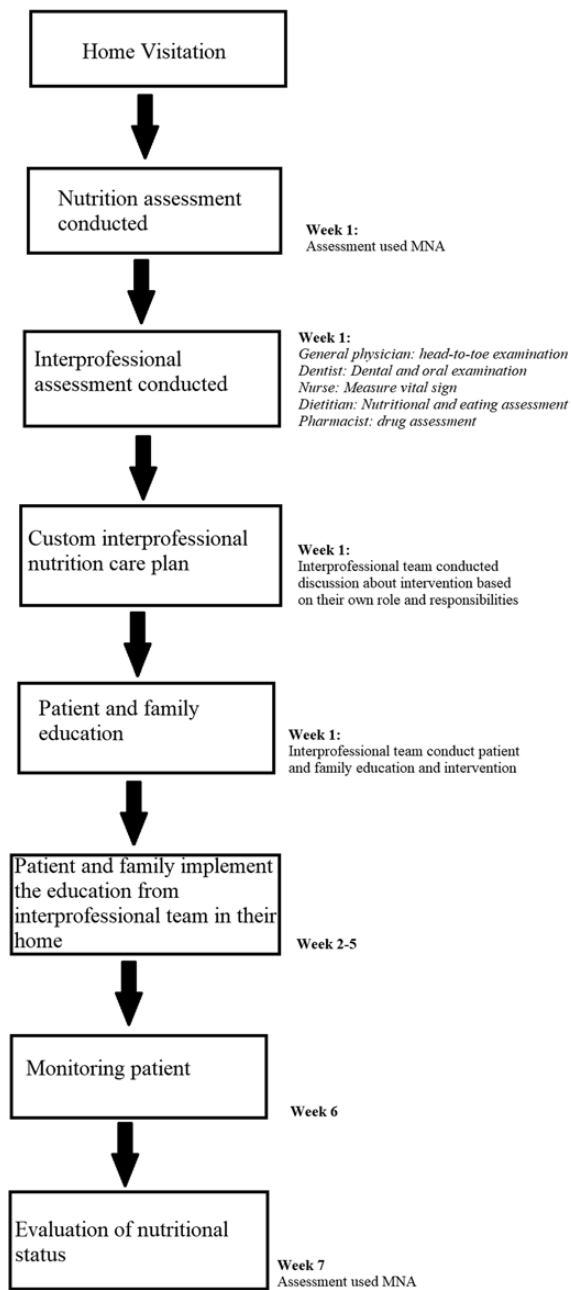 Home Visitation
Nutrition assessment
conducted
Week 1:
Assessment used MNA
Interprofessional
assessment conducted
Week 1:
General physician: head-to-toe examination
Dentist: Dental and oral examination
Nurse: Measure vital sign
Dietitian: Nutritional and eating assessment
Pharmacist: drug assessment
Custom interprofessional
nutrition care plan
Week 1:
Interprofessional team conducted
discussion about intervention based
on their own role and responsibilities
Patient and family
education
Week 1:
Interprofessional team conduct patient
and family education and intervention
Patient and family implement
the education from
interprofessional team in their
home
Week 2-5
Monitoring patient
Week 6
Evaluation of nutritional
status
Week 7
Assessment used MNA